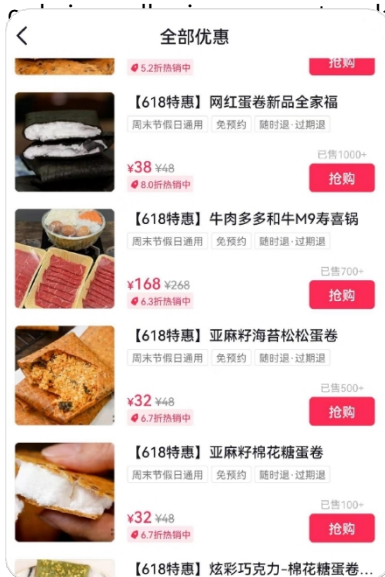 全部优惠
5.2折热销中
抢购
【618特惠】网红蛋卷新品全家福
周末节假日通用 免预约 随时退·过期退
已售1000+
¥38 ¥48
8.0折热销中
抢购
【618特惠】牛肉多多和牛M9寿喜锅
周末节假日通用 免预约 随时退·过期退
已售700+
¥168 ¥268
6.3折热销中
抢购
【618特惠】亚麻籽海苔松松蛋卷
周末节假日通用 免预约 随时退·过期退
已售500+
¥32 ¥48
6.7折热销中
抢购
【618特惠】亚麻籽棉花糖蛋卷
周末节假日通用 免预约 随时退·过期退
已售100+
¥32 ¥48
6.7折热销中
抢购
【618特惠】炫彩巧克力-棉花糖蛋卷...